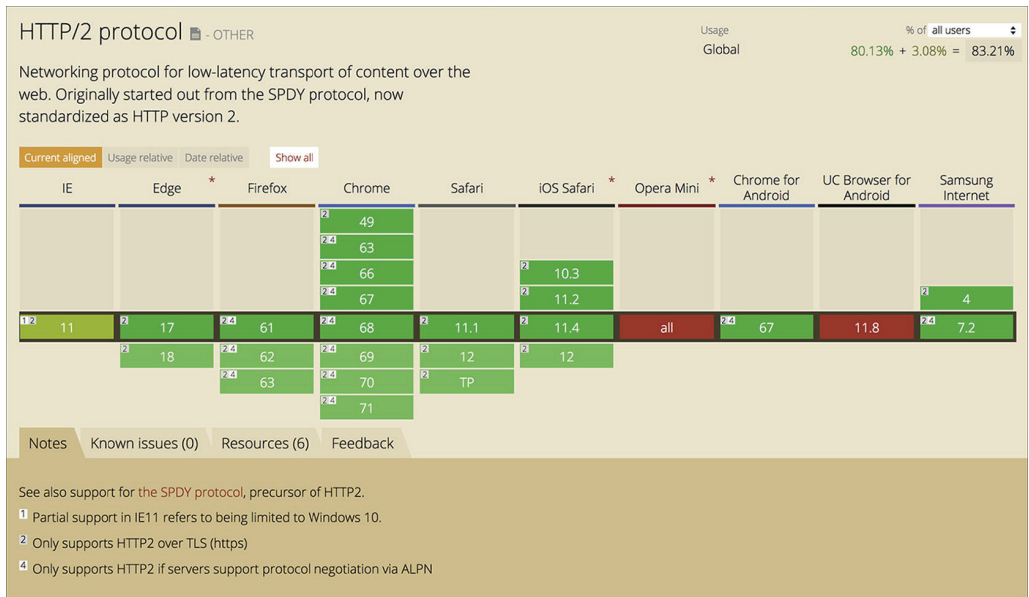 HTTP/2 protocol - OTHER
Usage % of all users
Global 80.13% + 3.08% = 83.21%
Networking protocol for low-latency transport of content over the
web. Originally started out from the SPDY protocol, now
standardized as HTTP version 2.
Current aligned Usage relative Date relative Show all
IE Edge * Firefox Chrome Safari iOS Safari * Opera Mini * Chrome for Android UC Browser for Android Samsung Internet
2 49
2 4 63
2 4 66 2 10.3
2 4 67 2 11.2 2 4
1 2 11 2 17 2 4 61 2 4 68 2 11.1 2 11.4 all 2 4 67 11.8 2 4 7.2
2 18 2 4 62 2 4 69 2 12 2 12
2 4 63 2 4 70 2 TP
2 4 71
Notes Known issues (0) Resources (6) Feedback
See also support for the SPDY protocol, precursor of HTTP2.
1 Partial support in IE11 refers to being limited to Windows 10.
2 Only supports HTTP2 over TLS (https)
4 Only supports HTTP2 if servers support protocol negotiation via ALPN